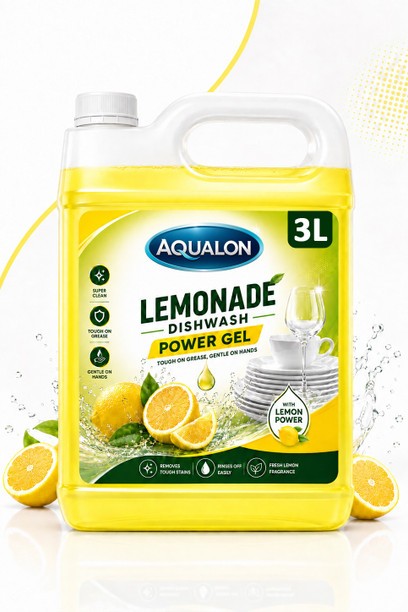 AQUALON
3L
SUPER
CLEAN
TOUGH ON
GREASE
GENTLE ON
HANDS
LEMONADE
DISHWASH
POWER GEL
TOUGH ON GREASE, GENTLE ON HANDS
WITH
LEMON
POWER
REMOVES
TOUGH STAINS
RINSES OFF
EASILY
FRESH LEMON
FRAGRANCE